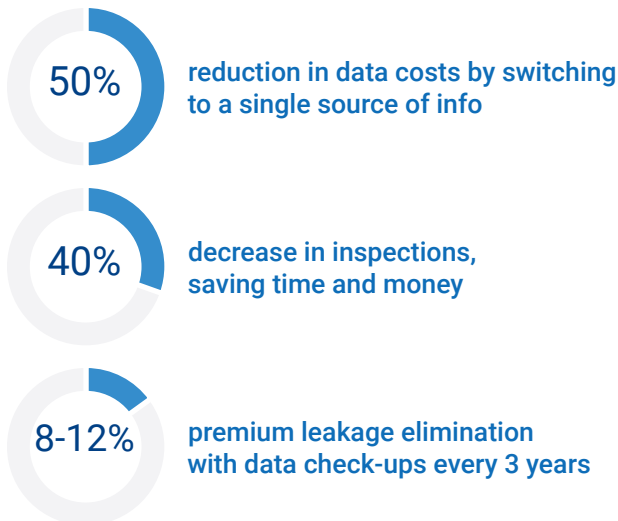 50%
reduction in data costs by switching
to a single source of info
40%
decrease in inspections,
saving time and money
8-12%
premium leakage elimination
with data check-ups every 3 years